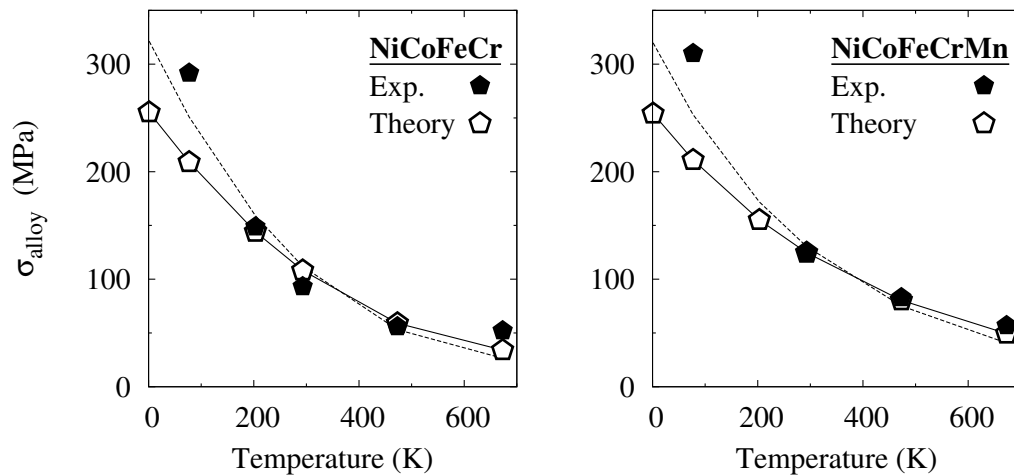 NiCoFeCr
Exp.
Theory
300
200
100
0
0 200 400 600
Temperature (K)
σalloy (MPa)
NiCoFeCrMn
Exp.
Theory
300
200
100
0
0 200 400 600
Temperature (K)